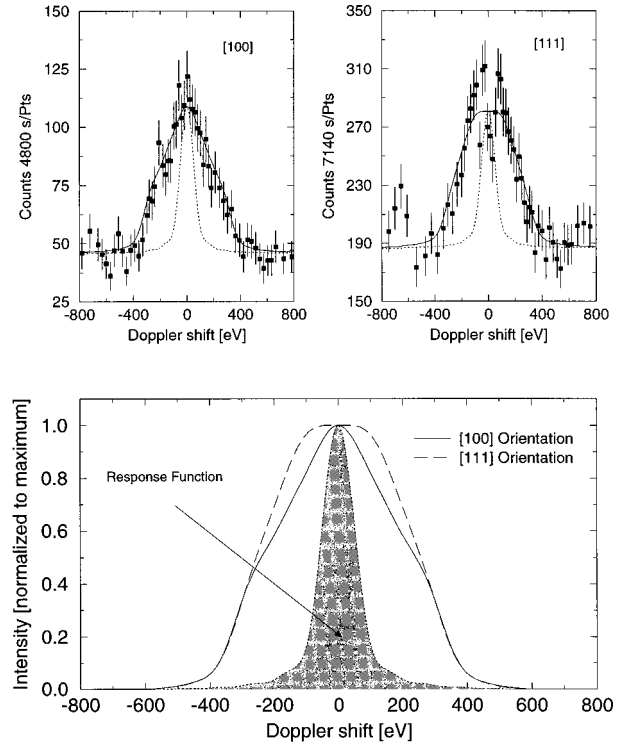 [100]
Counts 4800 s/Pts
150
125
100
75
50
25
-800 -400 0 400 800
Doppler shift [eV]
[111]
Counts 7140 s/Pts
350
310
270
230
190
150
-800 -400 0 400 800
Doppler shift [eV]
Intensity [normalized to maximum]
1.0
0.8
0.6
0.4
0.2
0.0
[100] Orientation
[111] Orientation
Response Function
-800 -600 -400 -200 0 200 400 600 800
Doppler shift [eV]